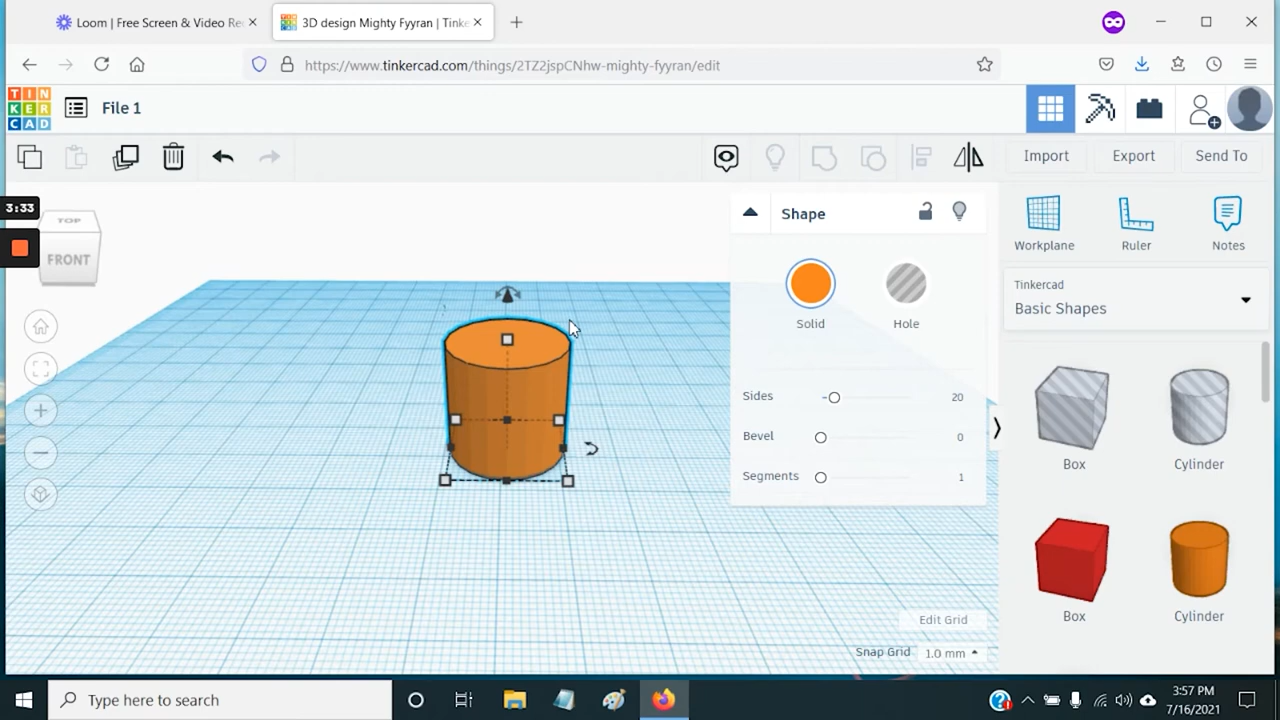 Loom | Free Screen & Video Re
3D design Mighty Fyyran | Tinke
https://www.tinkercad.com/things/2TZ2jspCNhw-mighty-fyyran/edit
TIN
KER
CAD
File 1
Import
Export
Send To
3:33
TOP
FRONT
Shape
Solid
Hole
Sides
20
Bevel
0
Segments
1
Workplane
Ruler
Notes
Tinkercad
Basic Shapes
Box
Cylinder
Box
Cylinder
Edit Grid
Snap Grid
1.0 mm
Type here to search
3:57 PM
7/16/2021